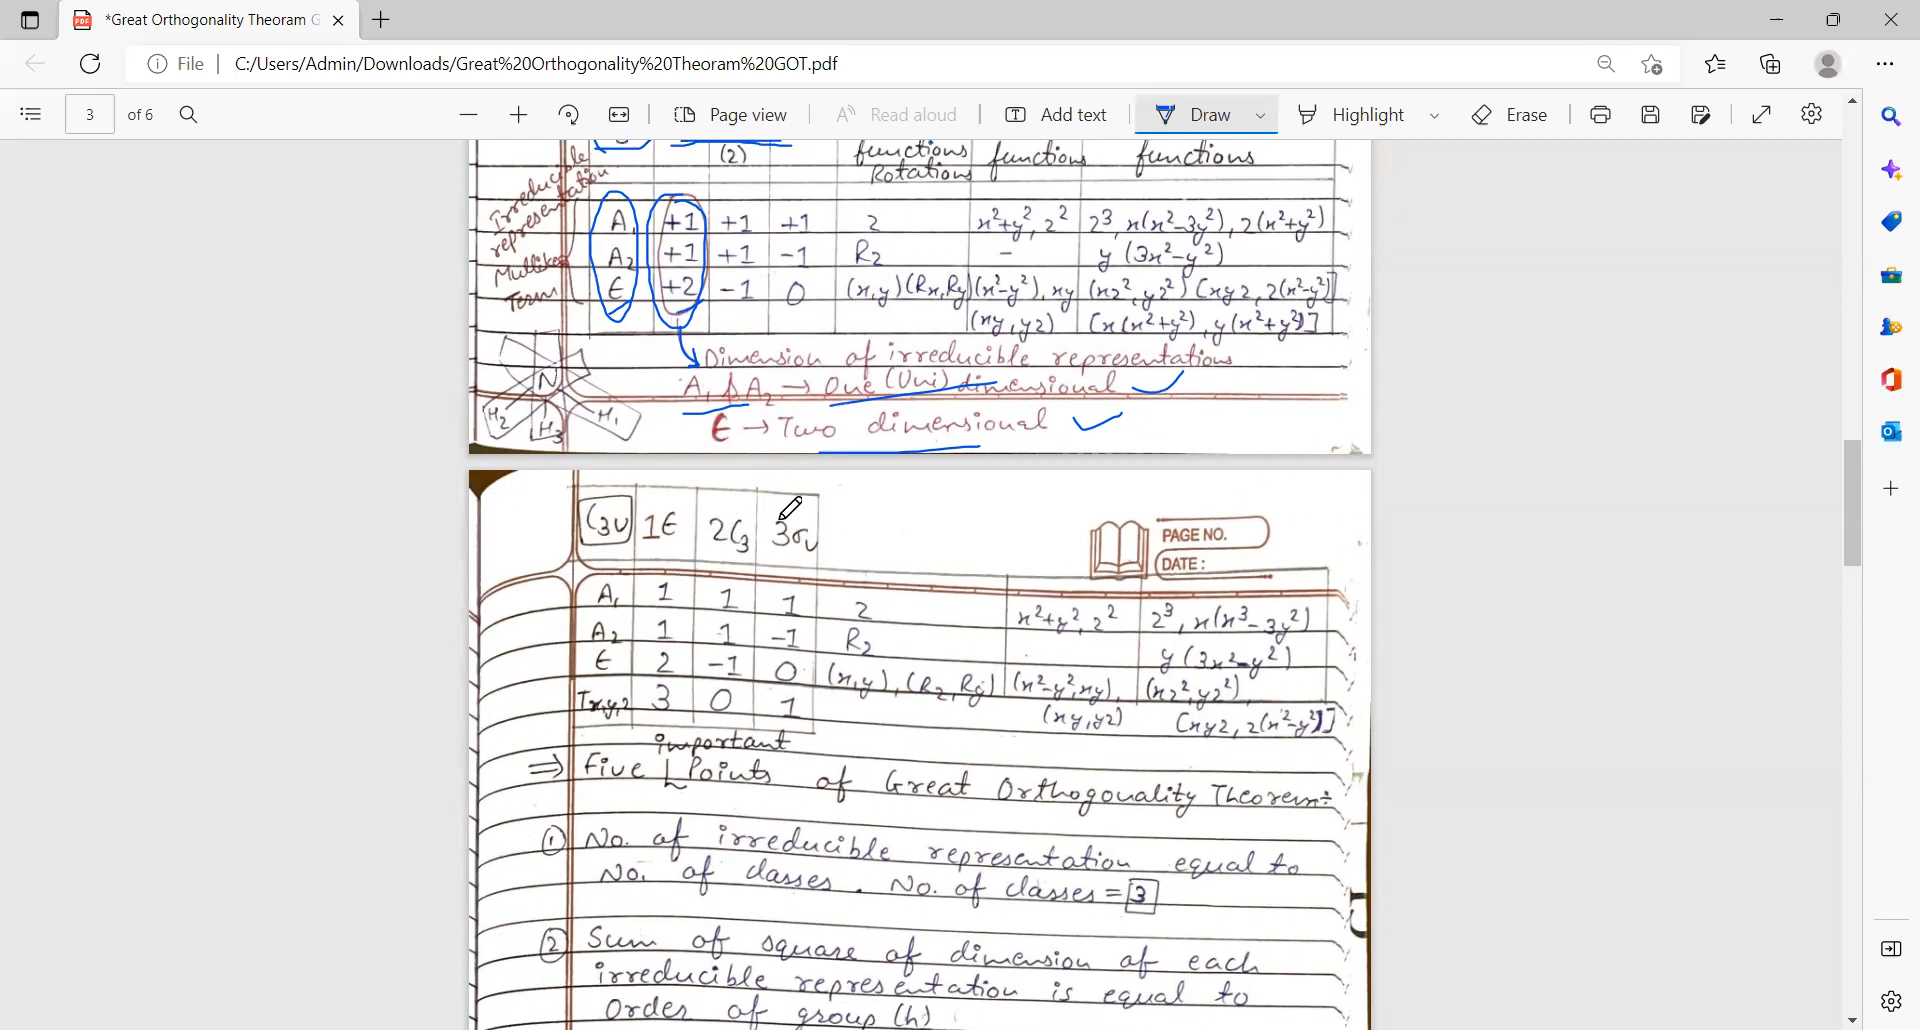 *Great Orthogonality Theoram G
File
C:/Users/Admin/Downloads/Great%20Orthogonality%20Theoram%20GOT.pdf
3 of 6
Page view
Read aloud
Add text
Draw
Highlight
Erase
(2) functions functions functions
Rotations
Irreducible representation
Mulliken Term
A1 +1 +1 +1 z x²+y², z² z³, x(x²-3y²), z(x²+y²)
A2 +1 +1 -1 Rz - y(3x²-y²)
E +2 -1 0 (x,y)(Rx,Ry) (x²-y²), xy (xz², yz²) [xyz, z(x²-y²)]
(xy, yz) [x(x²+y²), y(x²+y²)]
Dimension of irreducible representations
A1 & A2 → One (Uni) dimensional
E → Two dimensional
N
H2 H3 H1
C3v 1E 2C3 3σv
PAGE NO.
DATE:
A1 1 1 1 z x²+y², z² z³, x(x³-3y²)
A2 1 1 -1 Rz y(3x²-y²)
E 2 -1 0 (x,y), (Rz, Ry) (x²-y², xy), (xz², yz²),
Tx,y,z 3 0 1 (xy, yz) [xyz, z(x²-y²)]
important
⇒ Five Points of Great Orthogonality Theorem:-
① No. of irreducible representation equal to
No. of classes. No. of classes = 3
② Sum of square of dimension of each
irreducible representation is equal to
Order of group (h)